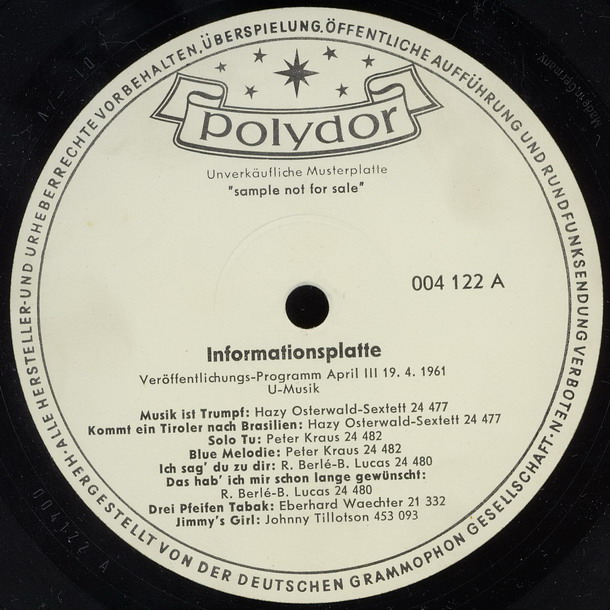 ALLE HERSTELLER- UND URHEBERRECHTE VORBEHALTEN, ÜBERSPIELUNG, ÖFFENTLICHE AUFFÜHRUNG UND RUNDFUNKSENDUNG VERBOTEN · HERGESTELLT VON DER DEUTSCHEN GRAMMOPHON GESELLSCHAFT ·
polydor
Unverkäufliche Musterplatte
"sample not for sale"
004 122 A
Informationsplatte
Veröffentlichungs-Programm April III 19. 4. 1961
U-Musik
Musik ist Trumpf: Hazy Osterwald-Sextett 24 477
Kommt ein Tiroler nach Brasilien: Hazy Osterwald-Sextett 24 477
Solo Tu: Peter Kraus 24 482
Blue Melodie: Peter Kraus 24 482
Ich sag' du zu dir: R. Berlé-B. Lucas 24 480
Das hab' ich mir schon lange gewünscht:
R. Berlé-B. Lucas 24 480
Drei Pfeifen Tabak: Eberhard Waechter 21 332
Jimmy's Girl: Johnny Tillotson 453 093
004122 A
Made in Germany